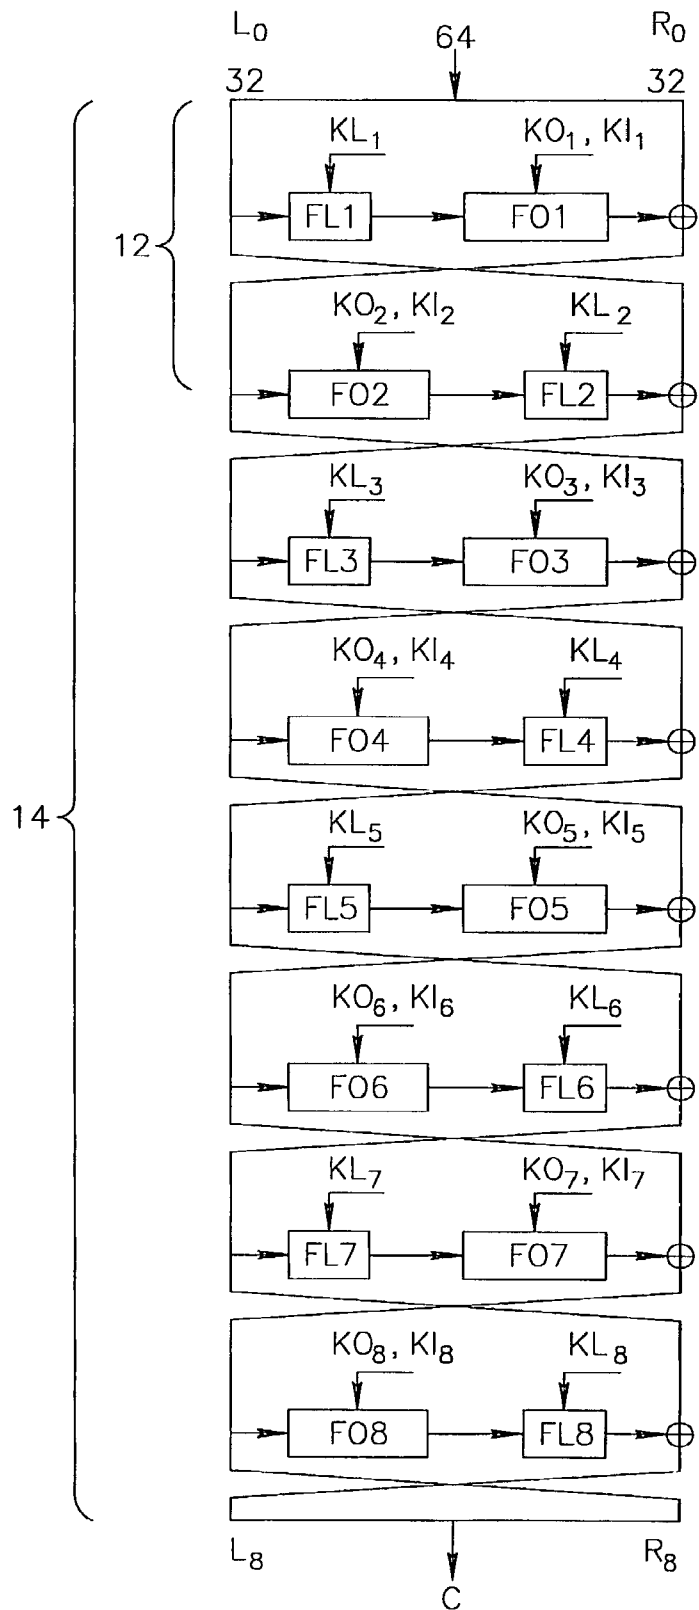 L₀ 64 R₀
32 32
KL₁ KO₁, KI₁
FL1 FO1
12
KO₂, KI₂ KL₂
FO2 FL2
KL₃ KO₃, KI₃
FL3 FO3
KO₄, KI₄ KL₄
FO4 FL4
14
KL₅ KO₅, KI₅
FL5 FO5
KO₆, KI₆ KL₆
FO6 FL6
KL₇ KO₇, KI₇
FL7 FO7
KO₈, KI₈ KL₈
FO8 FL8
L₈ R₈
C